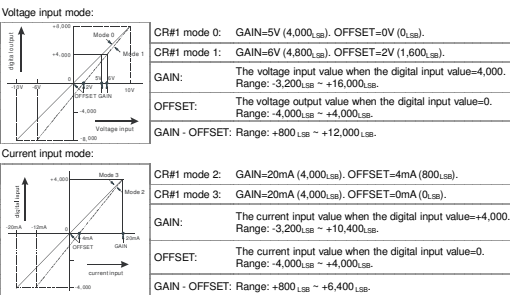 Voltage input mode:
digital output
+8,000
Mode 0
+4,000
Mode 1
-10V
-6V
0
2V
5V
6V
10V
OFFSET
GAIN
-4,000
Voltage input
-8,000
CR#1 mode 0: GAIN=5V (4,000LSB). OFFSET=0V (0LSB).
CR#1 mode 1: GAIN=6V (4,800LSB). OFFSET=2V (1,600LSB).
GAIN: The voltage input value when the digital input value=4,000.
Range: -3,200LSB ~ +16,000LSB.
OFFSET: The voltage output value when the digital input value=0.
Range: -4,000LSB ~ +4,000LSB.
GAIN - OFFSET: Range: +800 LSB ~ +12,000LSB.
Current input mode:
digital input
+4,000
Mode 3
Mode 2
-20mA
-12mA
0
4mA
20mA
OFFSET
GAIN
current input
-4,000
CR#1 mode 2: GAIN=20mA (4,000LSB). OFFSET=4mA (800LSB).
CR#1 mode 3: GAIN=20mA (4,000LSB). OFFSET=0mA (0LSB).
GAIN: The current input value when the digital input value=+4,000.
Range: -3,200LSB ~ +10,400LSB.
OFFSET: The current input value when the digital input value=0.
Range: -4,000LSB ~ +4,000LSB.
GAIN - OFFSET: Range: +800 LSB ~ +6,400 LSB.